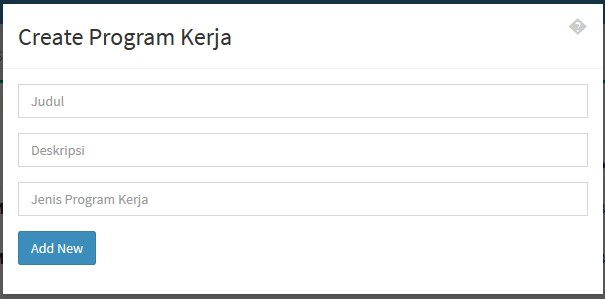 Create Program Kerja
?
Judul
Deskripsi
Jenis Program Kerja
Add New